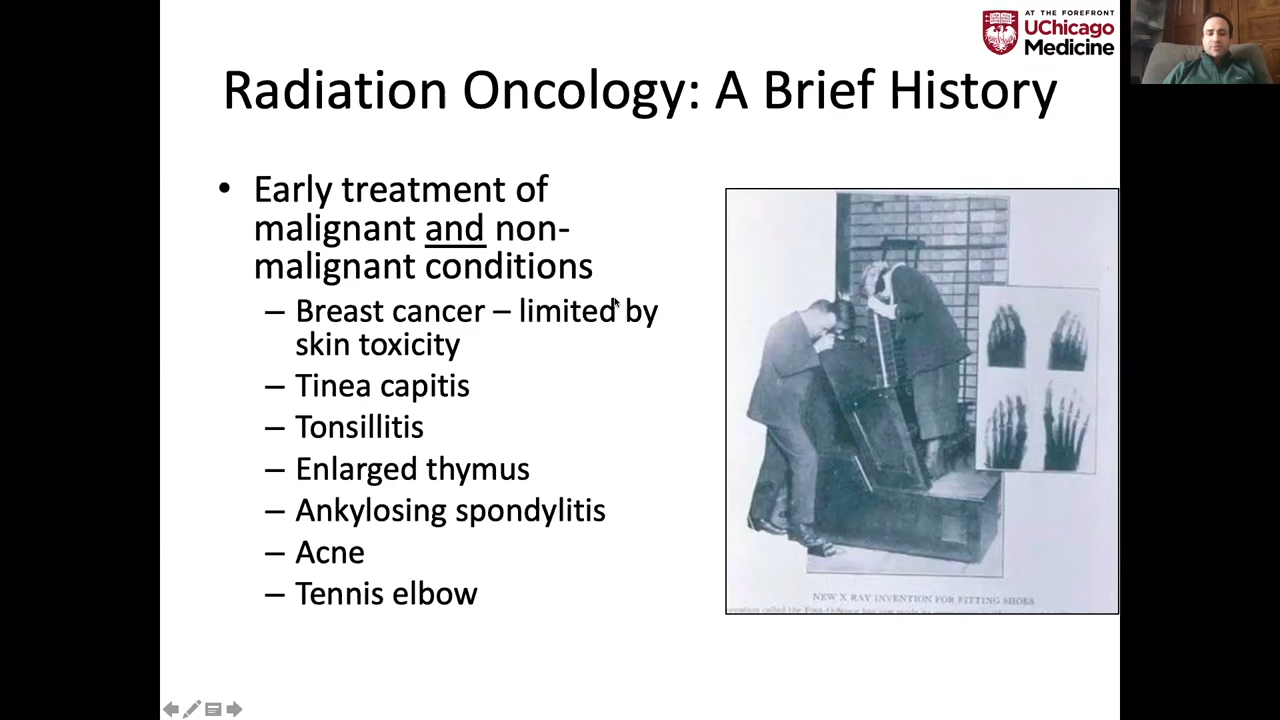 AT THE FOREFRONT
UChicago
Medicine
Radiation Oncology: A Brief History
• Early treatment of
malignant and non-
malignant conditions
– Breast cancer – limited by
skin toxicity
– Tinea capitis
– Tonsillitis
– Enlarged thymus
– Ankylosing spondylitis
– Acne
– Tennis elbow
NEW X RAY INVENTION FOR FITTING SHOES